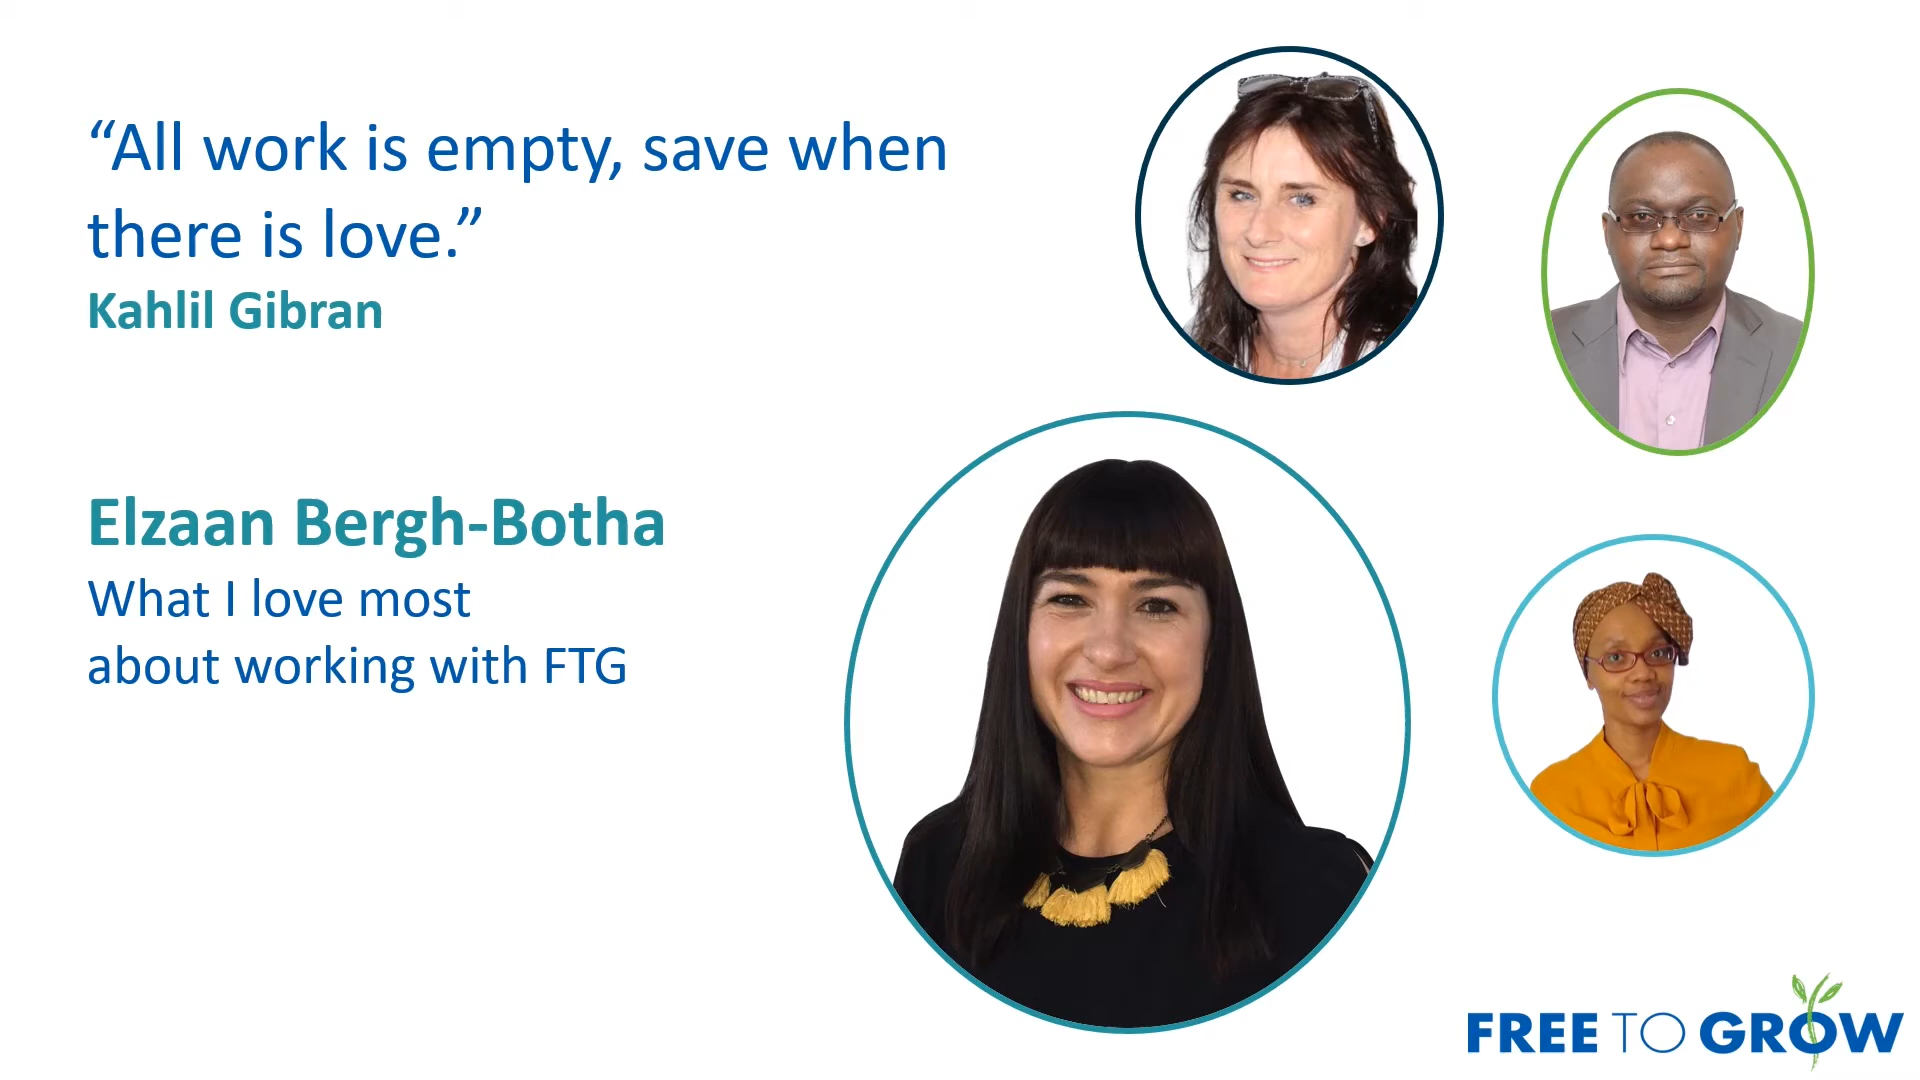 “All work is empty, save when
there is love.”
Kahlil Gibran
Elzaan Bergh-Botha
What I love most
about working with FTG
FREE TO GROW